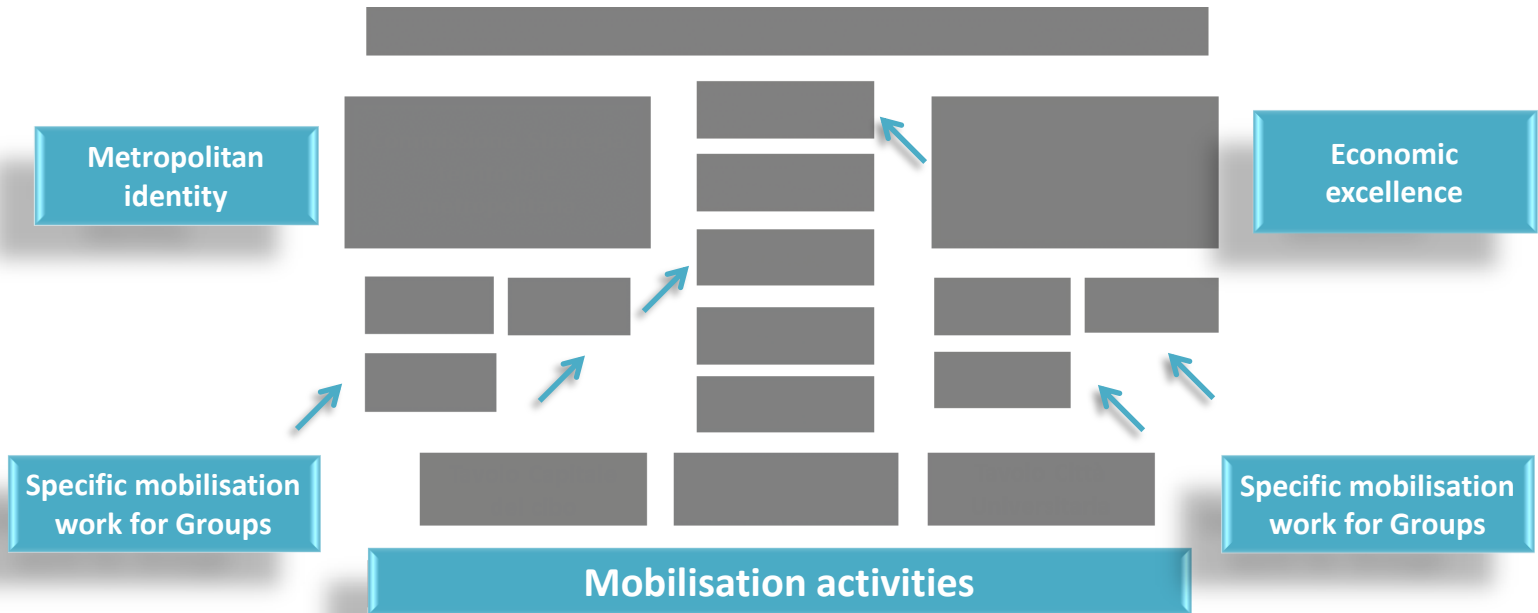 Metropolitan
identity
Economic
excellence
Specific mobilisation
work for Groups
Specific mobilisation
work for Groups
Mobilisation activities